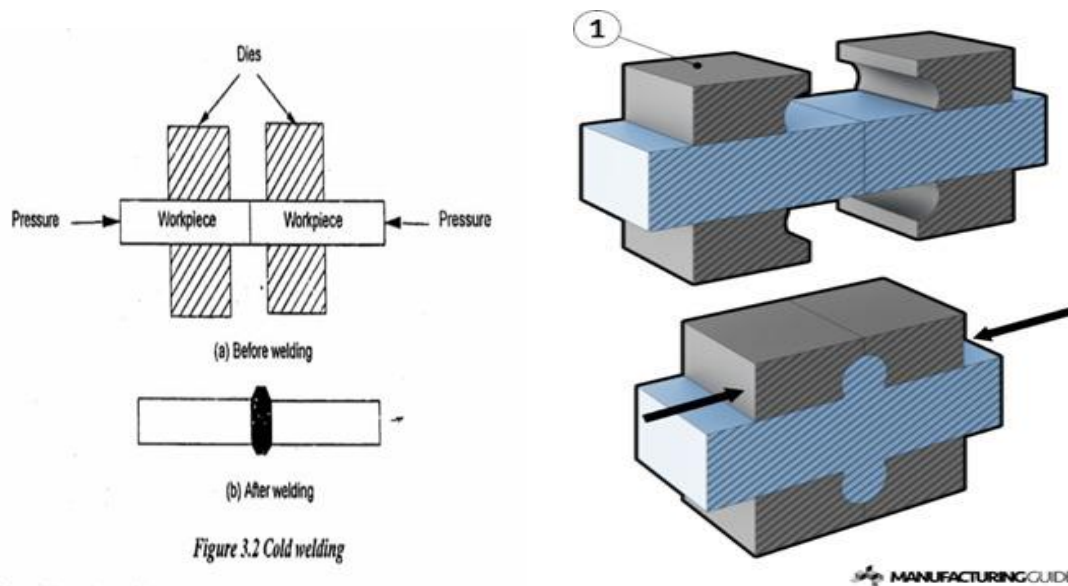 Dies
Pressure
Workpiece
Workpiece
Pressure
(a) Before welding
(b) After welding
Figure 3.2 Cold welding
1
MANUFACTURINGGUIDE